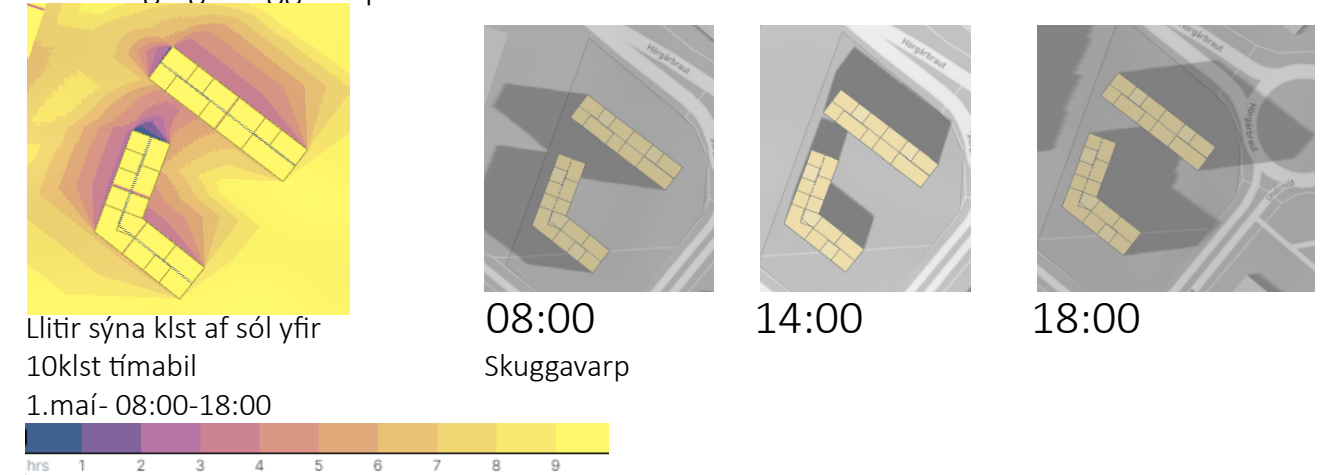 Hörgárbraut
Hörgárbraut
Hörgárbraut
08:00
14:00
18:00
Skuggavarp
Llitir sýna klst af sól yfir
10klst tímabil
1.maí- 08:00-18:00
hrs 1 2 3 4 5 6 7 8 9